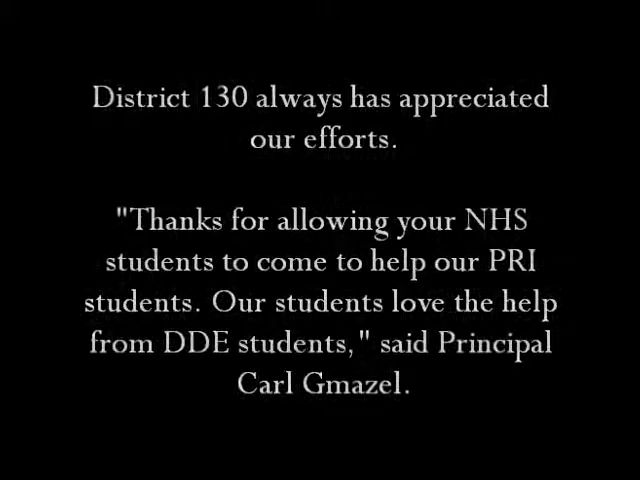 District 130 always has appreciated
our efforts.
"Thanks for allowing your NHS
students to come to help our PRI
students. Our students love the help
from DDE students," said Principal
Carl Gmazel.